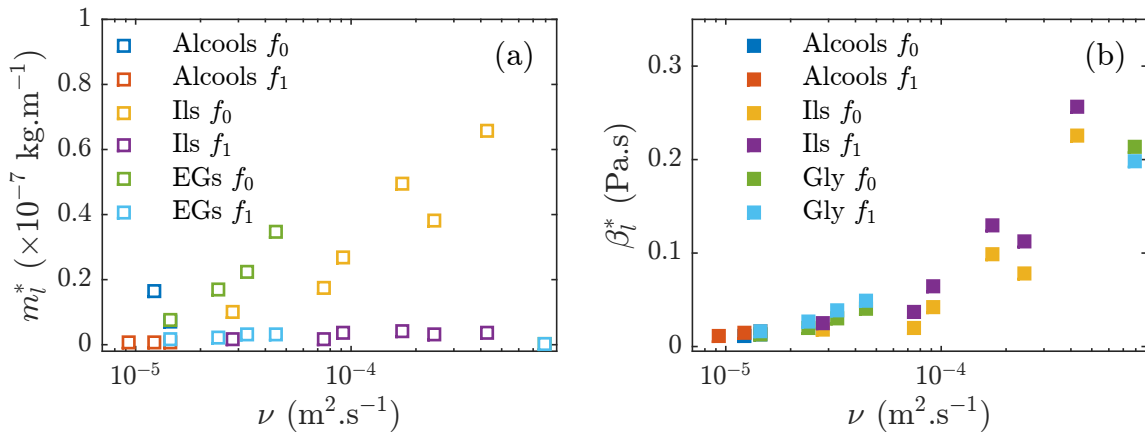 (a)
Alcools f₀
Alcools f₁
Ils f₀
Ils f₁
EGs f₀
EGs f₁
1
0.8
0.6
0.4
0.2
0
mₗ* (×10⁻⁷ kg.m⁻¹)
10⁻⁵
10⁻⁴
ν (m².s⁻¹)
(b)
Alcools f₀
Alcools f₁
Ils f₀
Ils f₁
Gly f₀
Gly f₁
0.3
0.2
0.1
0
βₗ* (Pa.s)
10⁻⁵
10⁻⁴
ν (m².s⁻¹)